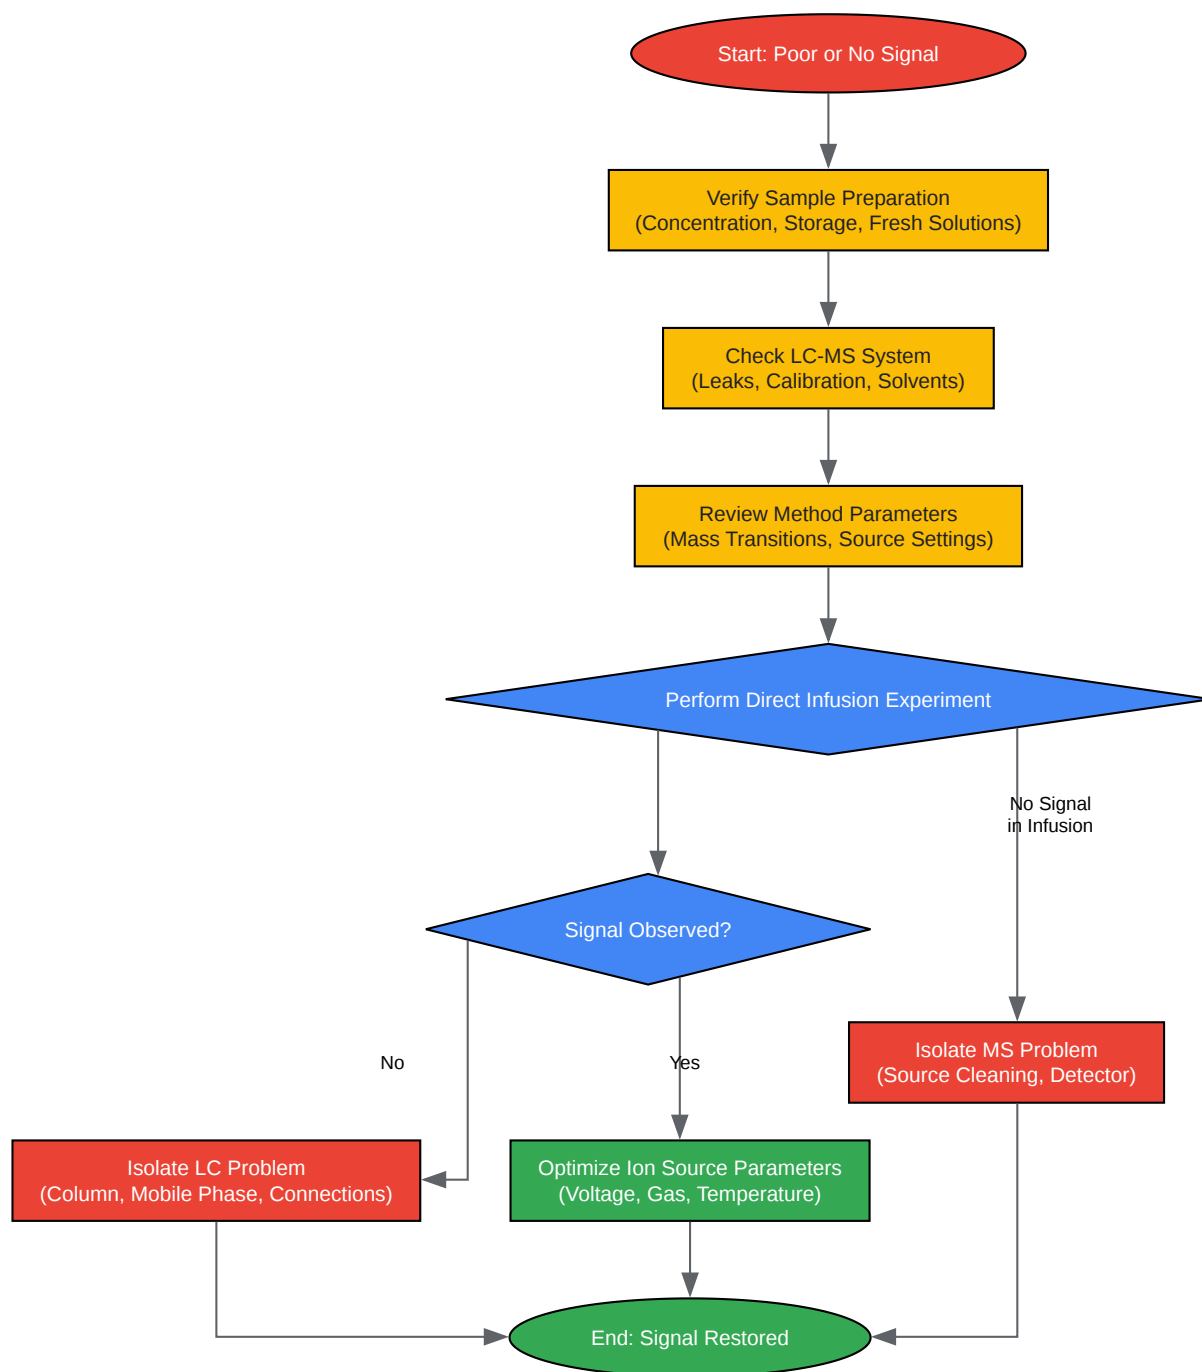 Start: Poor or No Signal
Verify Sample Preparation
(Concentration, Storage, Fresh Solutions)
Check LC-MS System
(Leaks, Calibration, Solvents)
Review Method Parameters
(Mass Transitions, Source Settings)
Perform Direct Infusion Experiment
No Signal
in Infusion
Signal Observed?
No
Yes
Isolate MS Problem
(Source Cleaning, Detector)
Isolate LC Problem
(Column, Mobile Phase, Connections)
Optimize Ion Source Parameters
(Voltage, Gas, Temperature)
End: Signal Restored